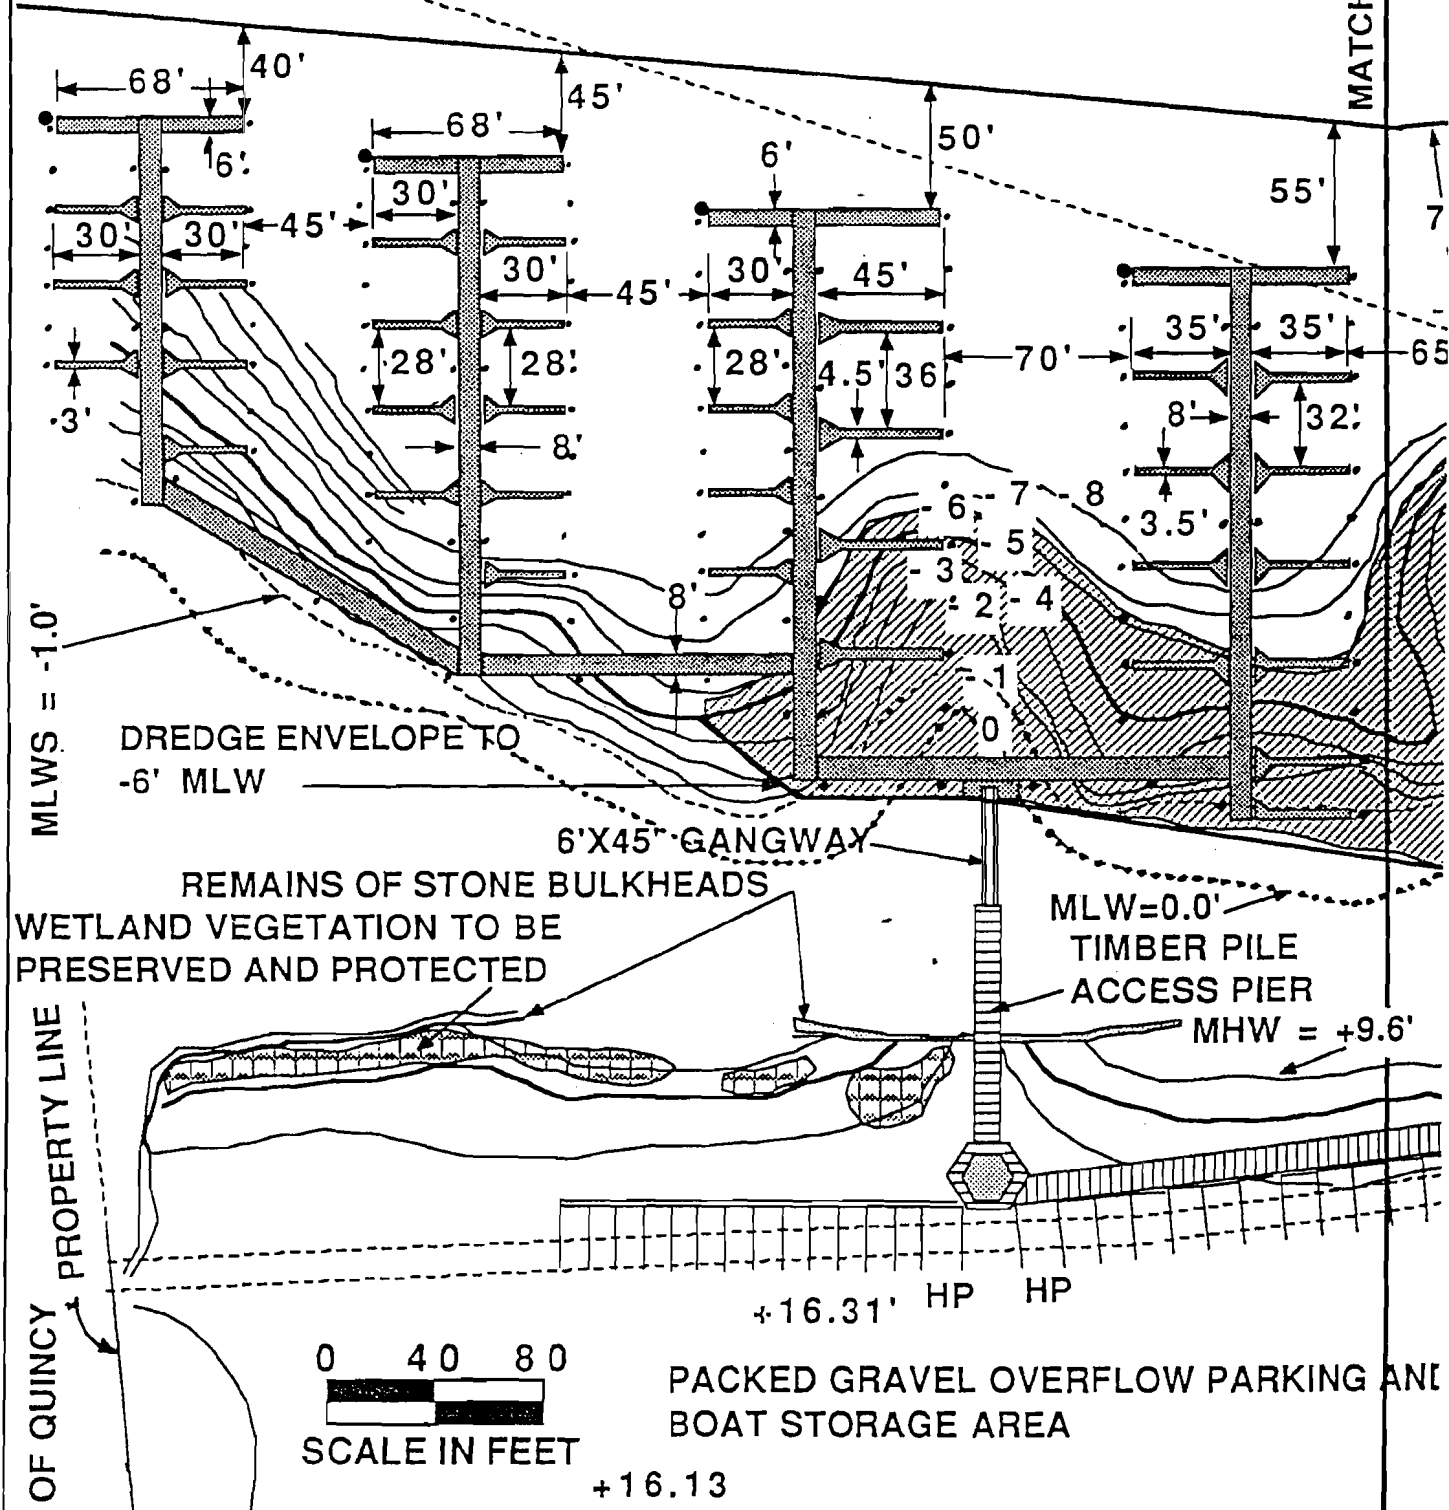 MATCH
68'
40'
45'
68'
50'
6'
6'
55'
30'
30'
30'
45'
30'
45'
30'
45'
70'
35'
35'
65
28'
28'
28'
4.5'
36
3'
8'
8'
32'
3.5'
8'
- 6
- 7
- 8
- 5
- 3
- 2
- 4
- 1
0
MLWS = -1.0'
DREDGE ENVELOPE TO
-6' MLW
6'X45' GANGWAY
REMAINS OF STONE BULKHEADS
WETLAND VEGETATION TO BE
PRESERVED AND PROTECTED
MLW=0.0'
TIMBER PILE
ACCESS PIER
MHW = +9.6'
PROPERTY LINE
OF QUINCY
+16.31'
HP
HP
0 40 80
SCALE IN FEET
PACKED GRAVEL OVERFLOW PARKING AND
BOAT STORAGE AREA
+16.13